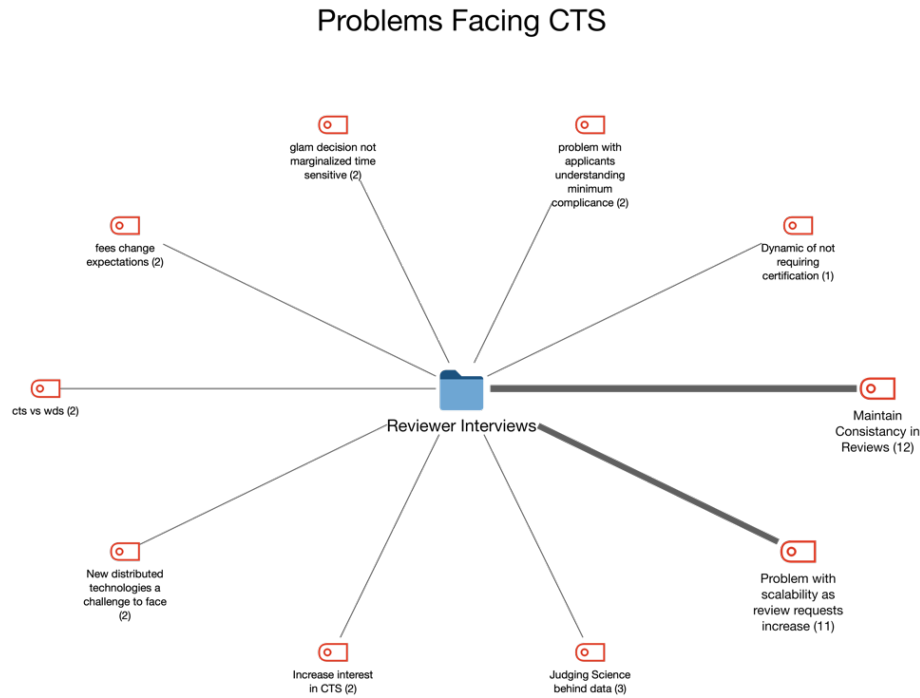 Problems Facing CTS
glam decision not
marginalized time
sensitive (2)
problem with
applicants
understanding
minimum
complicance (2)
fees change
expectations (2)
Dynamic of not
requiring
certification (1)
cts vs wds (2)
Reviewer Interviews
Maintain
Consistancy in
Reviews (12)
New distributed
technologies a
challenge to face
(2)
Problem with
scalability as
review requests
increase (11)
Increase interest
in CTS (2)
Judging Science
behind data (3)